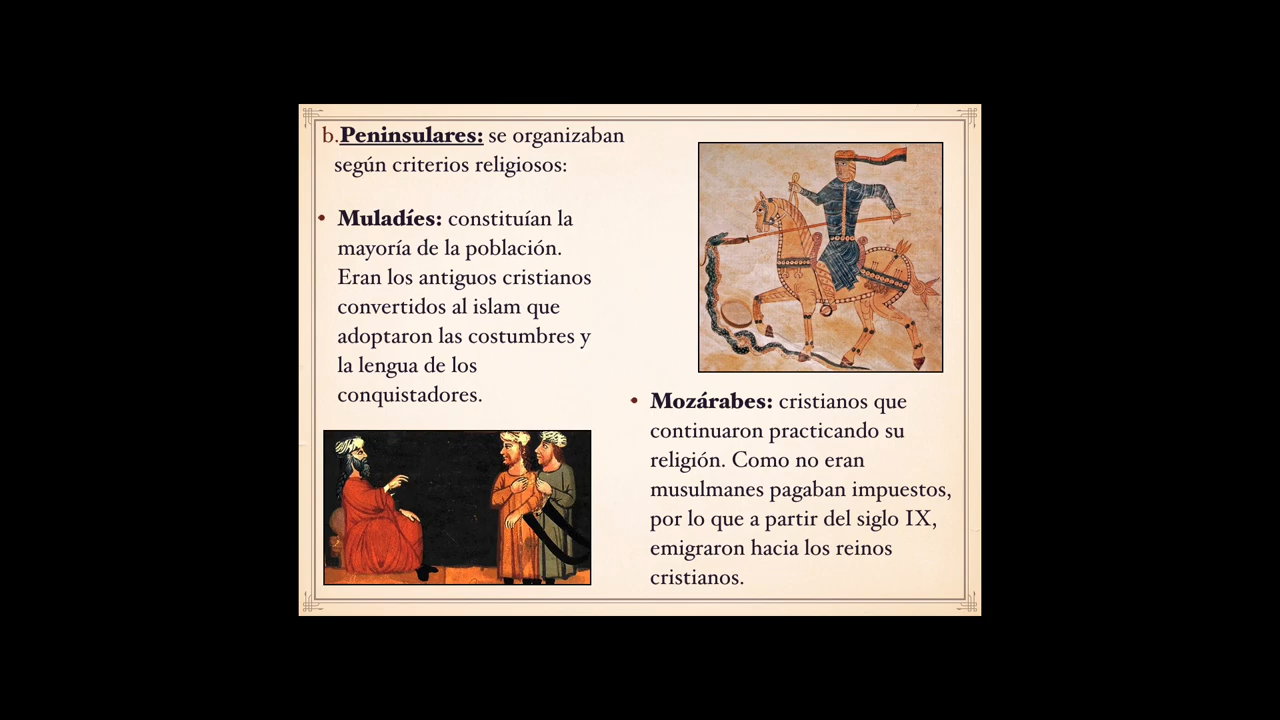 b.Peninsulares: se organizaban
según criterios religiosos:
• Muladíes: constituían la
mayoría de la población.
Eran los antiguos cristianos
convertidos al islam que
adoptaron las costumbres y
la lengua de los
conquistadores.
• Mozárabes: cristianos que
continuaron practicando su
religión. Como no eran
musulmanes pagaban impuestos,
por lo que a partir del siglo IX,
emigraron hacia los reinos
cristianos.